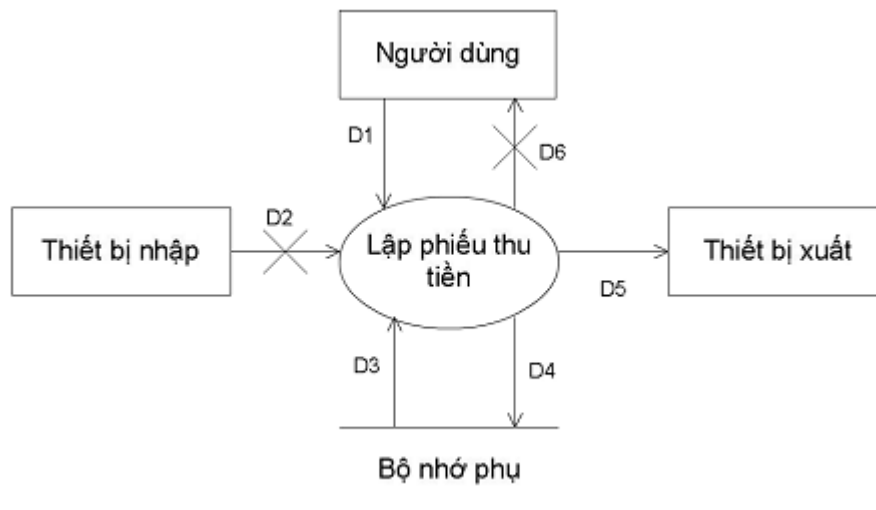 Người dùng
D1
D6
D2
Thiết bị nhập
Lập phiếu thu
tiền
Thiết bị xuất
D5
D3
D4
Bộ nhớ phụ